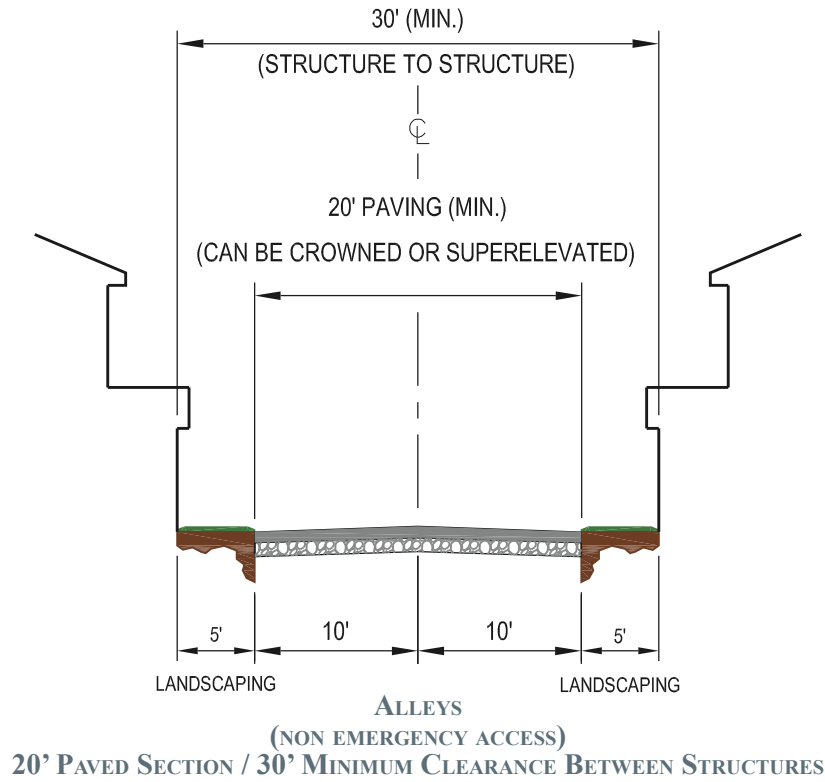 30' (MIN.)
(STRUCTURE TO STRUCTURE)
℄
20' PAVING (MIN.)
(CAN BE CROWNED OR SUPERELEVATED)
5' 10' 10' 5'
LANDSCAPING LANDSCAPING
ALLEYS
(NON EMERGENCY ACCESS)
20' PAVED SECTION / 30' MINIMUM CLEARANCE BETWEEN STRUCTURES